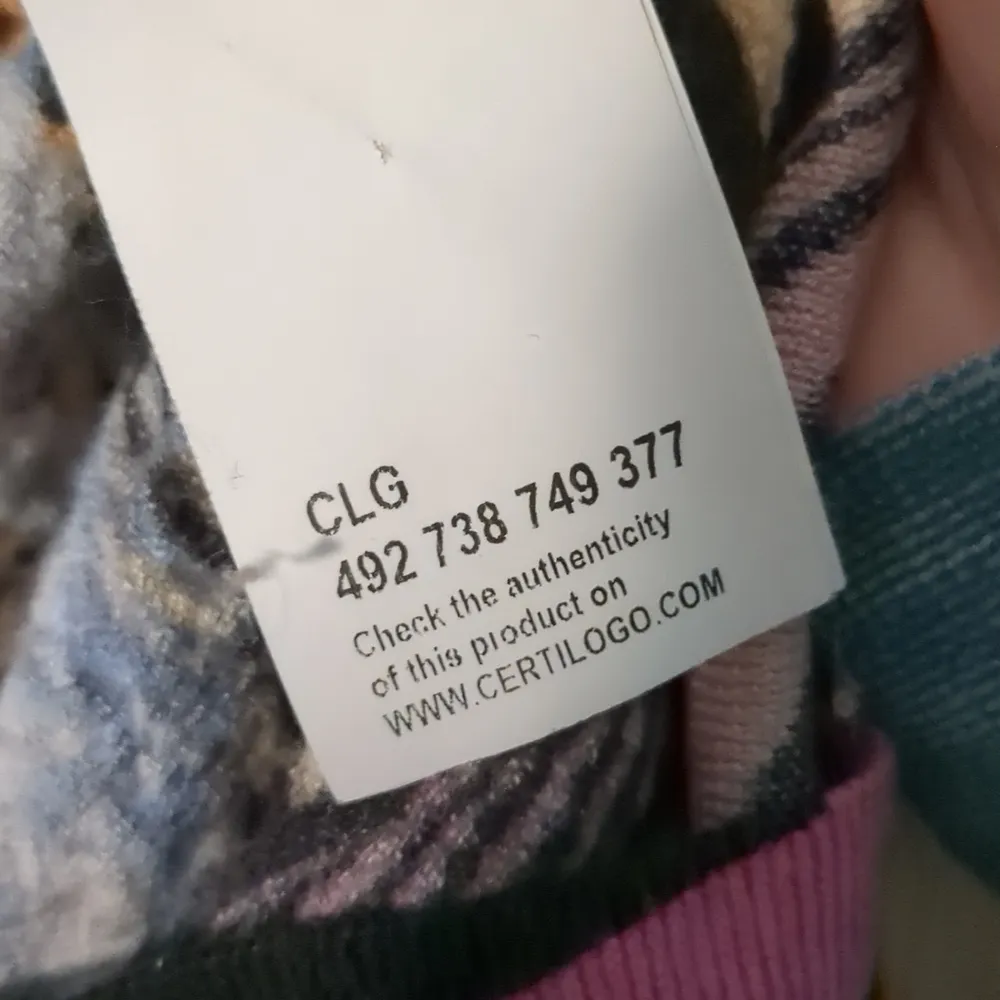 CLG
492 738 749 377
Check the authenticity
of this product on
WWW.CERTILOGO.COM